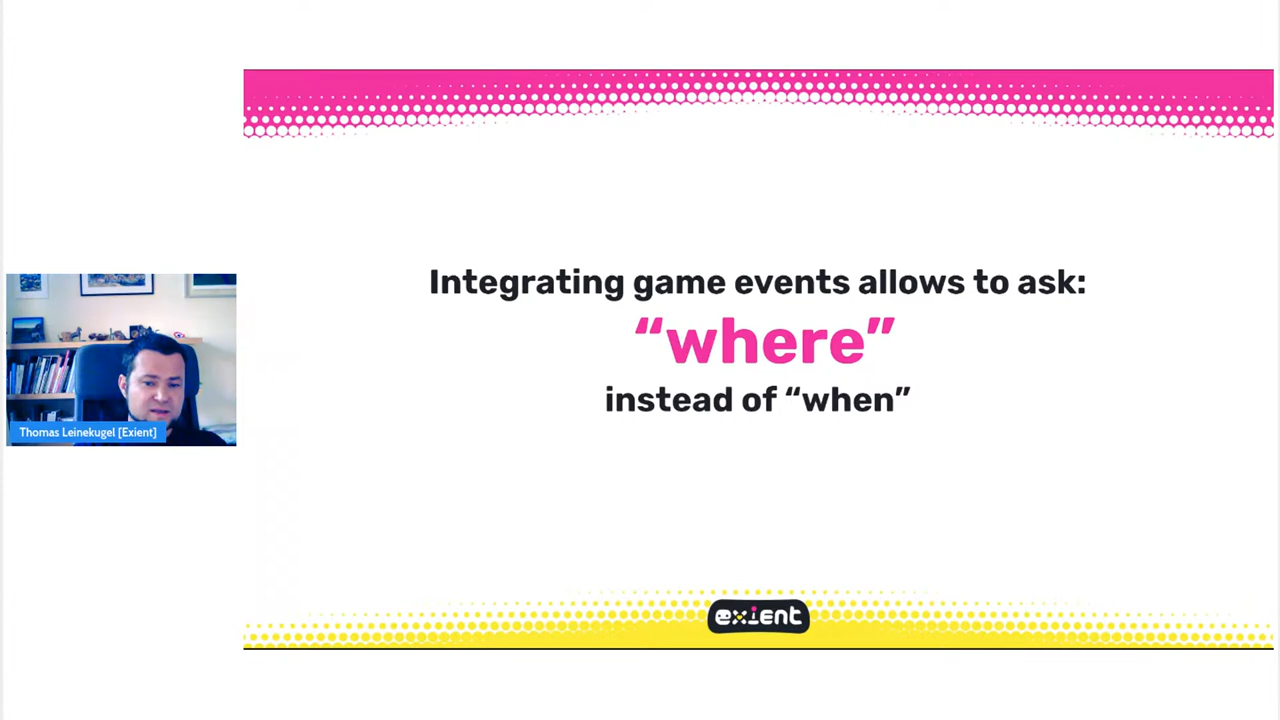 Integrating game events allows to ask:
“where”
instead of “when”
Thomas Leinekugel [Exient]
exient